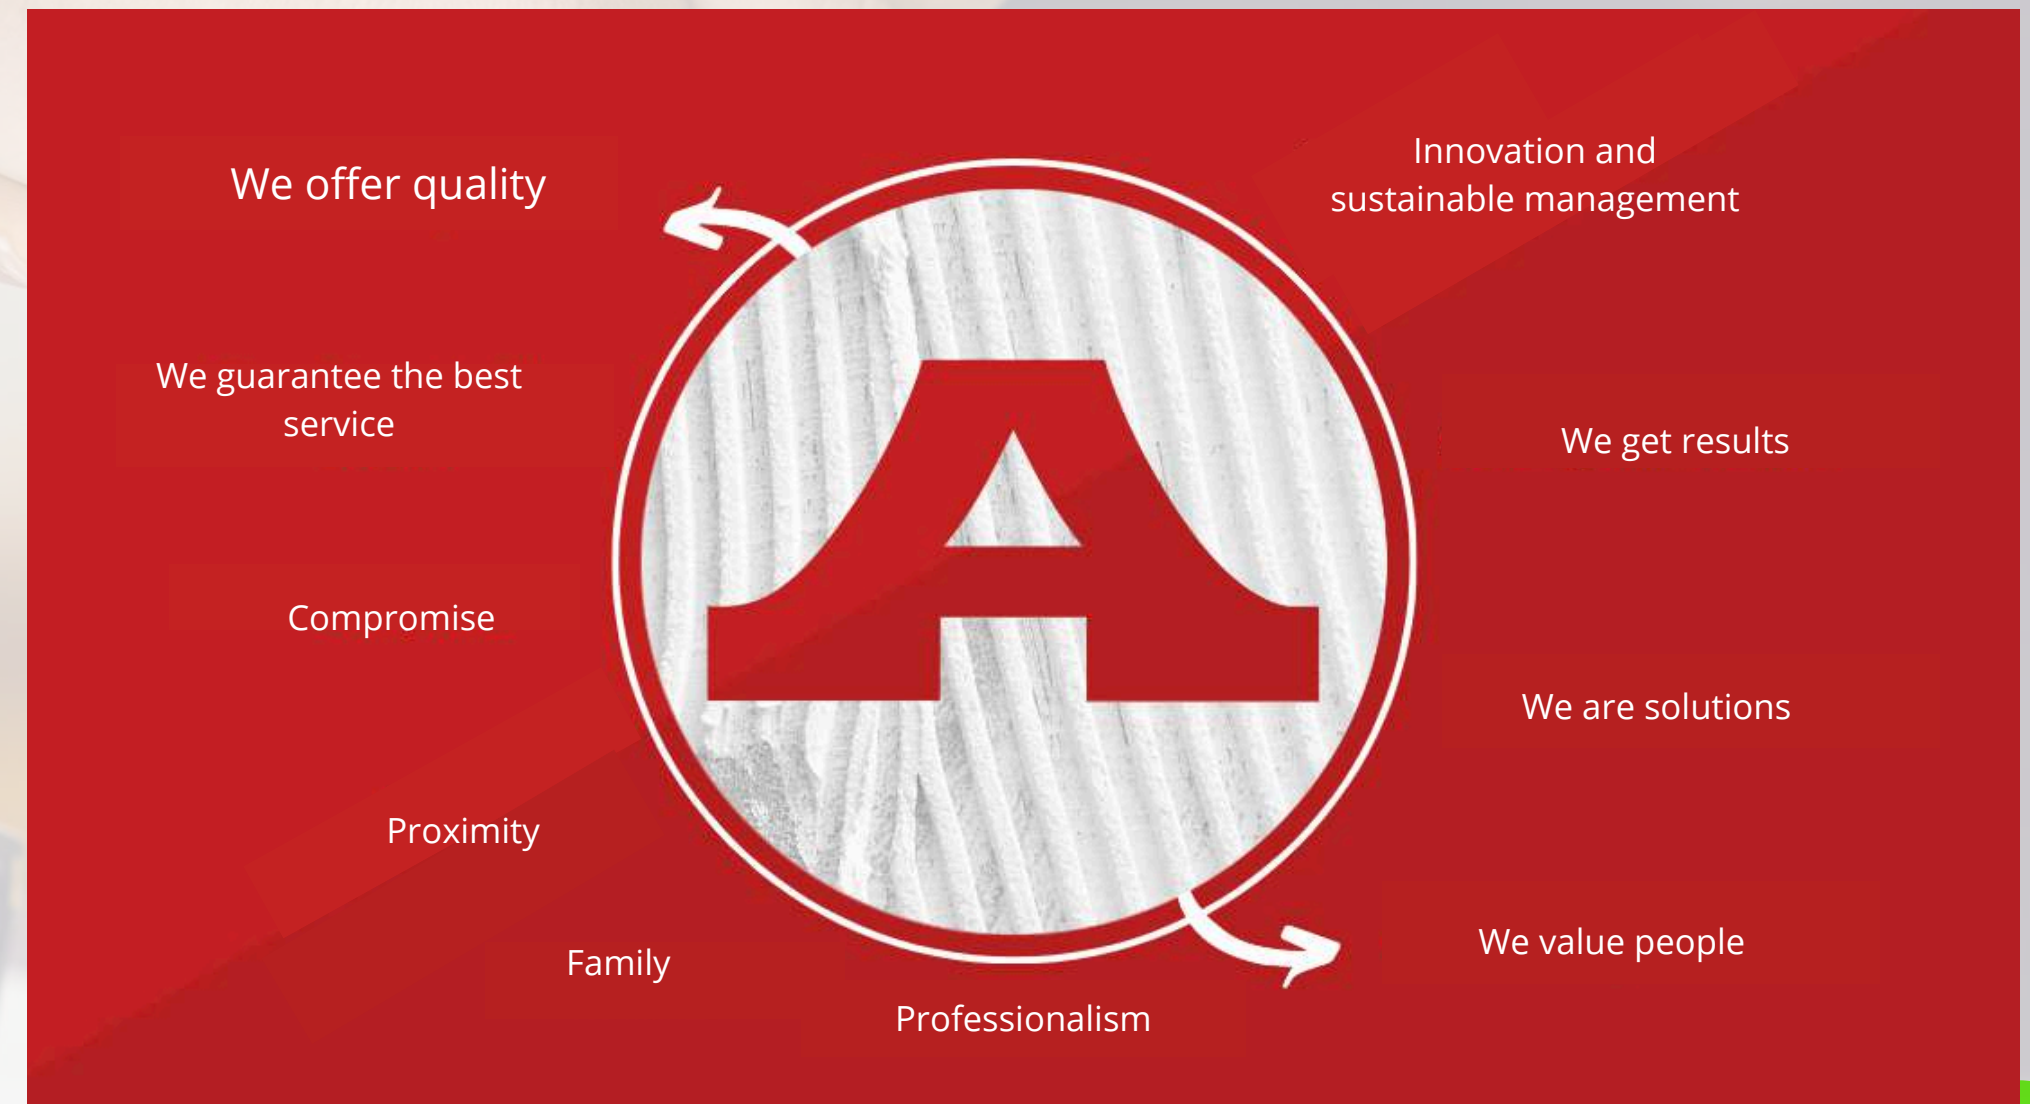 We offer quality
Innovation and
sustainable management
We guarantee the best
service
We get results
Compromise
We are solutions
Proximity
We value people
Family
Professionalism
A